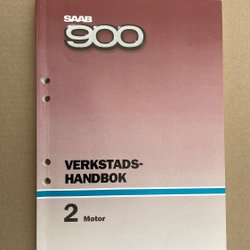 SAAB
900
VERKSTADS-
HANDBOK
2 Motor